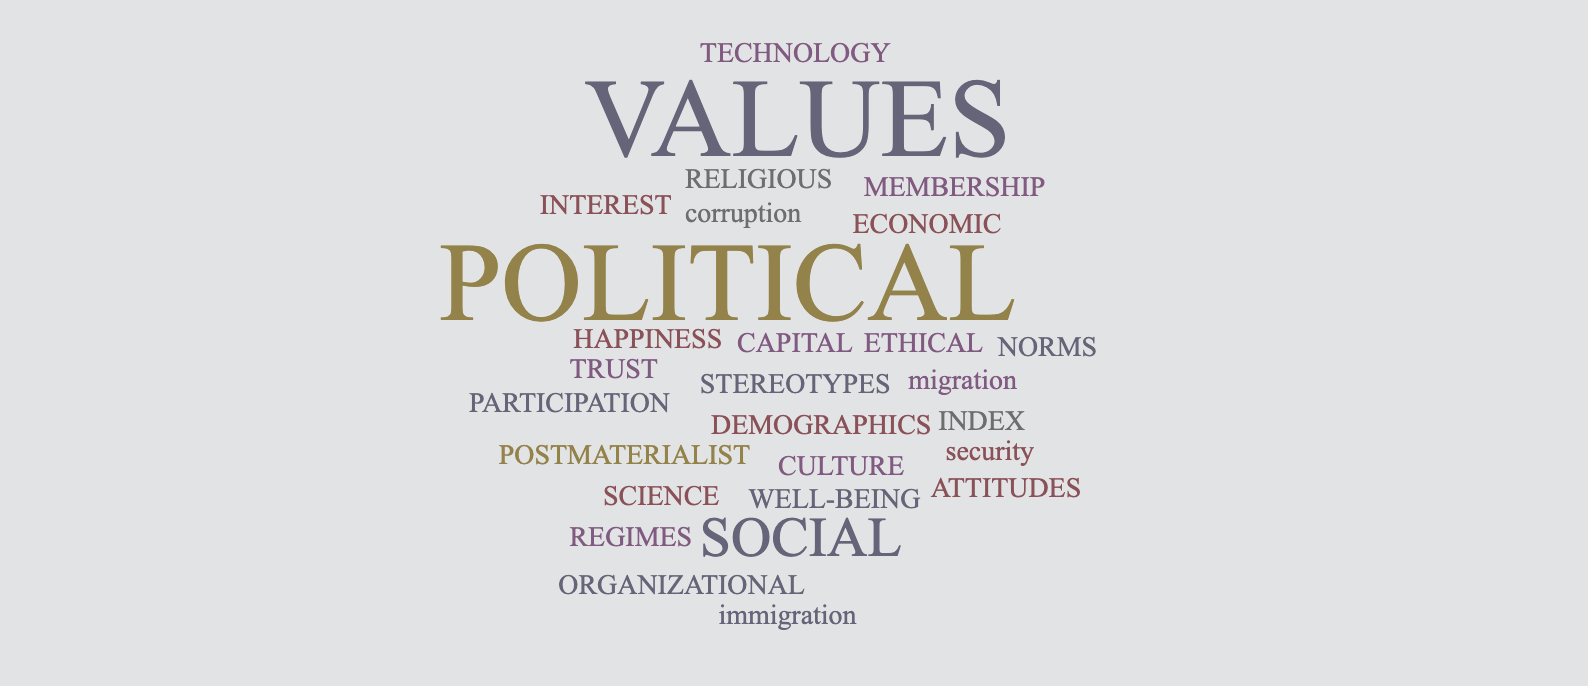 TECHNOLOGY
VALUES
RELIGIOUS
MEMBERSHIP
INTEREST
corruption
ECONOMIC
POLITICAL
HAPPINESS
CAPITAL
ETHICAL
NORMS
TRUST
STEREOTYPES
migration
PARTICIPATION
DEMOGRAPHICS
INDEX
POSTMATERIALIST
security
CULTURE
SCIENCE
WELL-BEING
ATTITUDES
REGIMES
SOCIAL
ORGANIZATIONAL
immigration